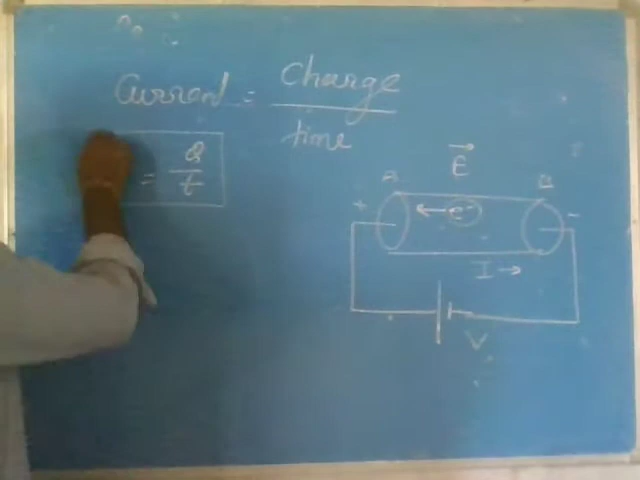 Current = Charge / time
= Q / t
E
A B
+ e⁻ -
I →
V